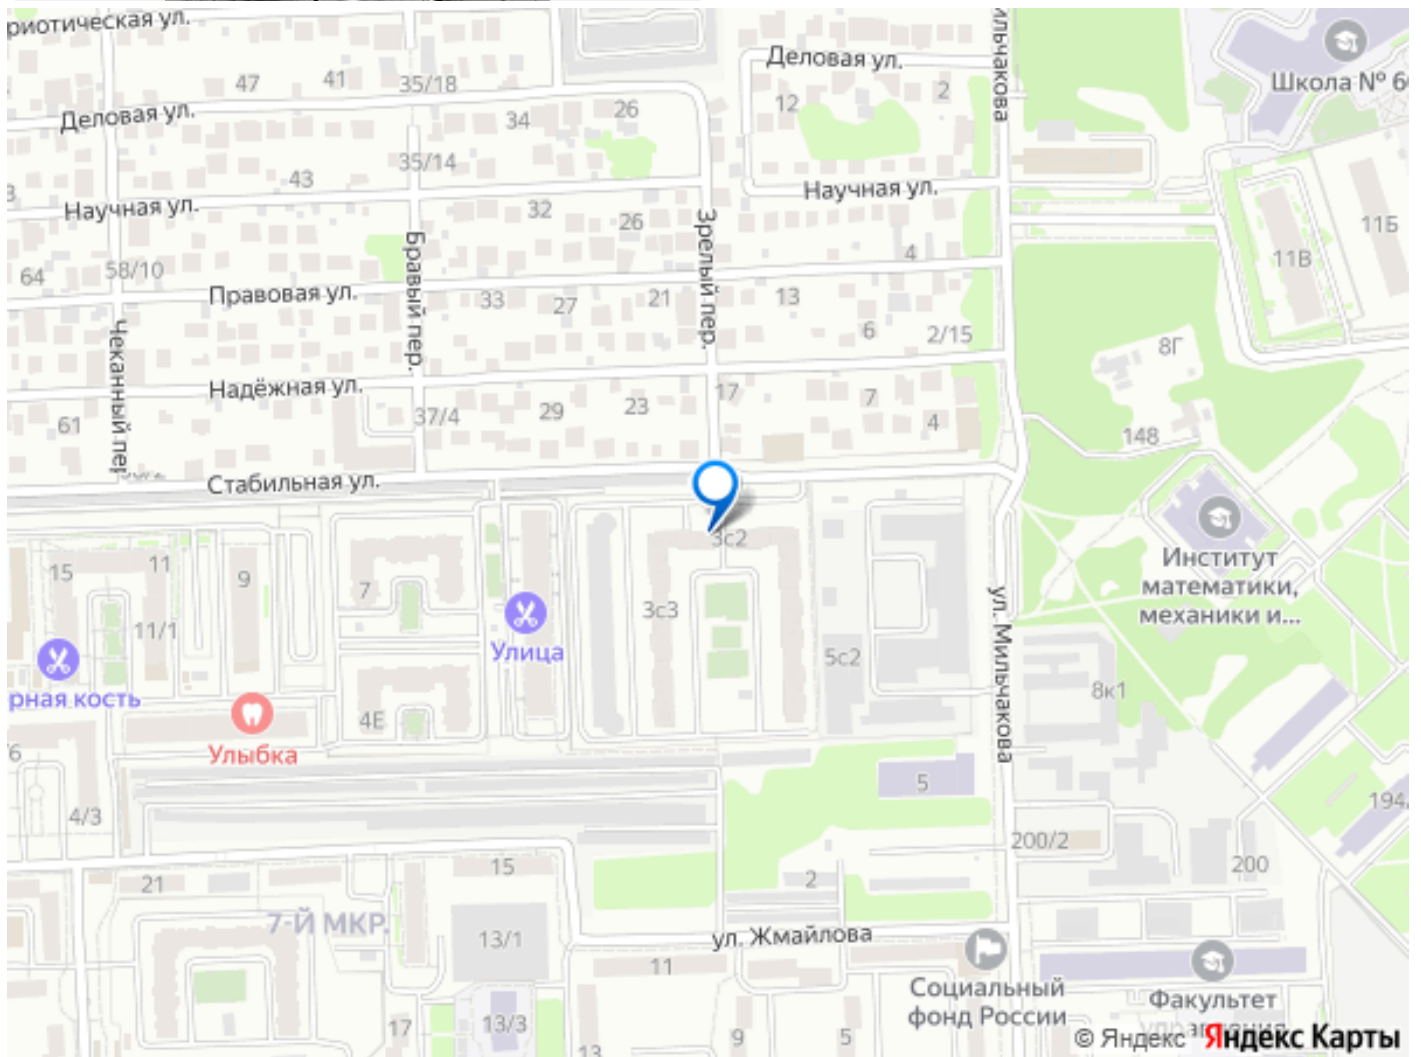 риотическая ул.
Деловая ул.
Школа № 6
ильчакова
47
41
35/18
12
2
Деловая ул.
34
26
35/14
43
Научная ул.
Научная ул.
32
26
Зрелый пер.
11Б
11В
4
64
58/10
Бравый пер.
Правовая ул.
33
27
21
13
6
2/15
8Г
Чеканный пер
Надёжная ул.
17
61
37/4
29
23
7
4
148
Стабильная ул.
3с2
15
11
9
7
Институт
математики,
механики и...
3с3
11/1
Улица
ул. Мильчакова
5с2
8к1
рная кость
4Е
Улыбка
/6
5
4/3
194
200/2
200
15
21
2
7-Й МКР.
13/1
ул. Жмайлова
11
Социальный
фонд России
Факультет
управления
17
13/3
9
5
13
© Яндекс Яндекс Карты